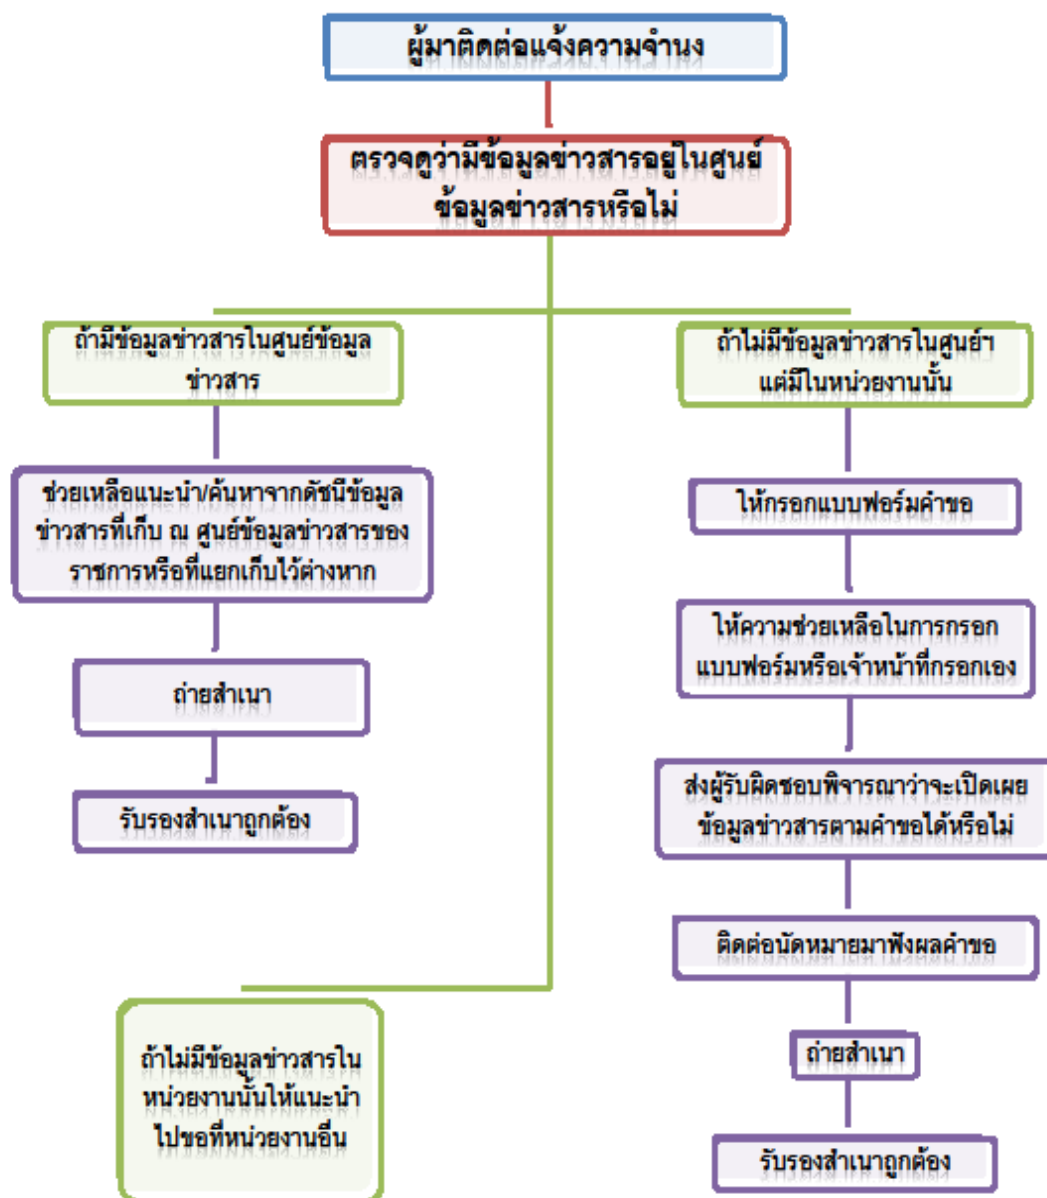 ผู้มาติดต่อแจ้งความจำนง
ตรวจดูว่ามีข้อมูลข่าวสารอยู่ในศูนย์
ข้อมูลข่าวสารหรือไม่
ถ้ามีข้อมูลข่าวสารในศูนย์ข้อมูล
ข่าวสาร
ช่วยเหลือแนะนำ/ค้นหาจากดัชนีข้อมูล
ข่าวสารที่เก็บ ณ ศูนย์ข้อมูลข่าวสารของ
ราชการหรือที่แยกเก็บไว้ต่างหาก
ถ่ายสำเนา
รับรองสำเนาถูกต้อง
ถ้าไม่มีข้อมูลข่าวสารในศูนย์ฯ
แต่มีในหน่วยงานนั้น
ให้กรอกแบบฟอร์มคำขอ
ให้ความช่วยเหลือในการกรอก
แบบฟอร์มหรือเจ้าหน้าที่กรอกเอง
ส่งผู้รับผิดชอบพิจารณาว่าจะเปิดเผย
ข้อมูลข่าวสารตามคำขอได้หรือไม่
ติดต่อนัดหมายมาฟังผลคำขอ
ถ่ายสำเนา
รับรองสำเนาถูกต้อง
ถ้าไม่มีข้อมูลข่าวสารใน
หน่วยงานนั้นให้แนะนำ
ไปขอที่หน่วยงานอื่น